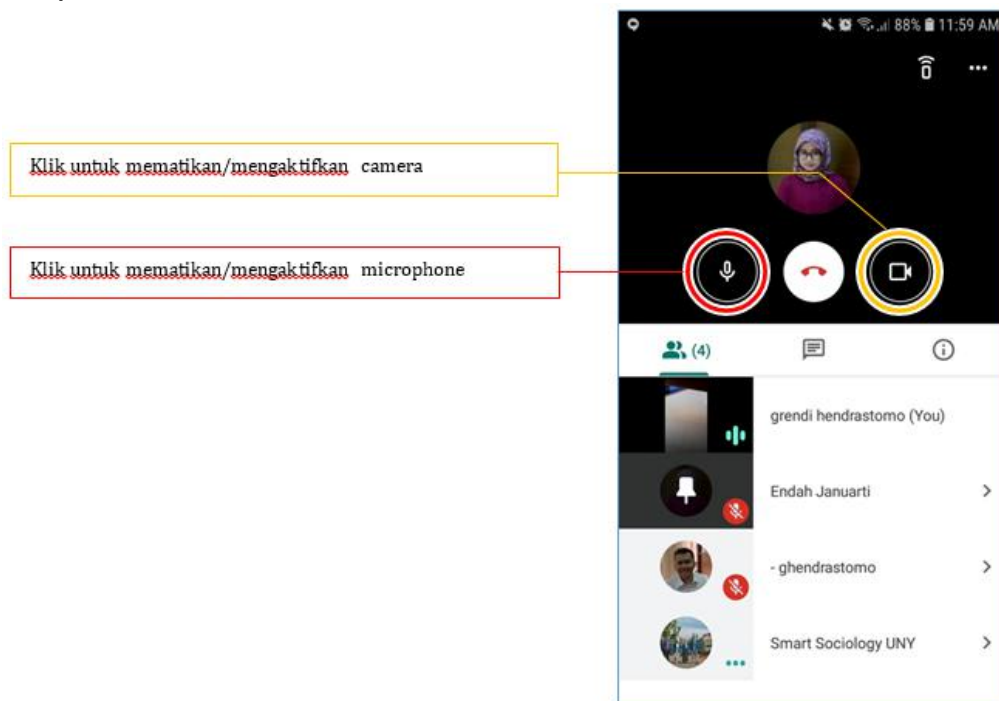 88% 11:59 AM
Klik untuk mematikan/mengaktifkan camera
Klik untuk mematikan/mengaktifkan microphone
(4)
grendi hendrastomo (You)
Endah Januarti
- ghendrastomo
Smart Sociology UNY